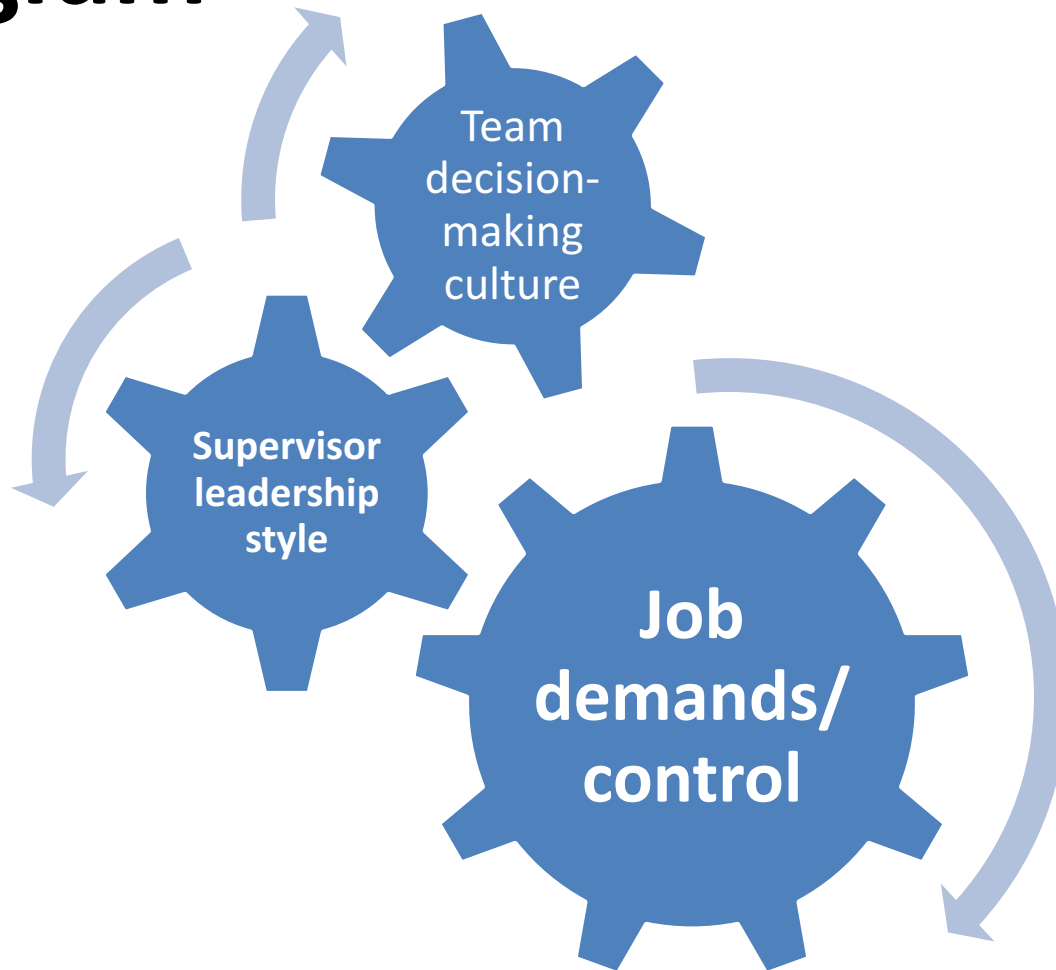 Team
decision-
making
culture
Supervisor
leadership
style
Job
demands/
control